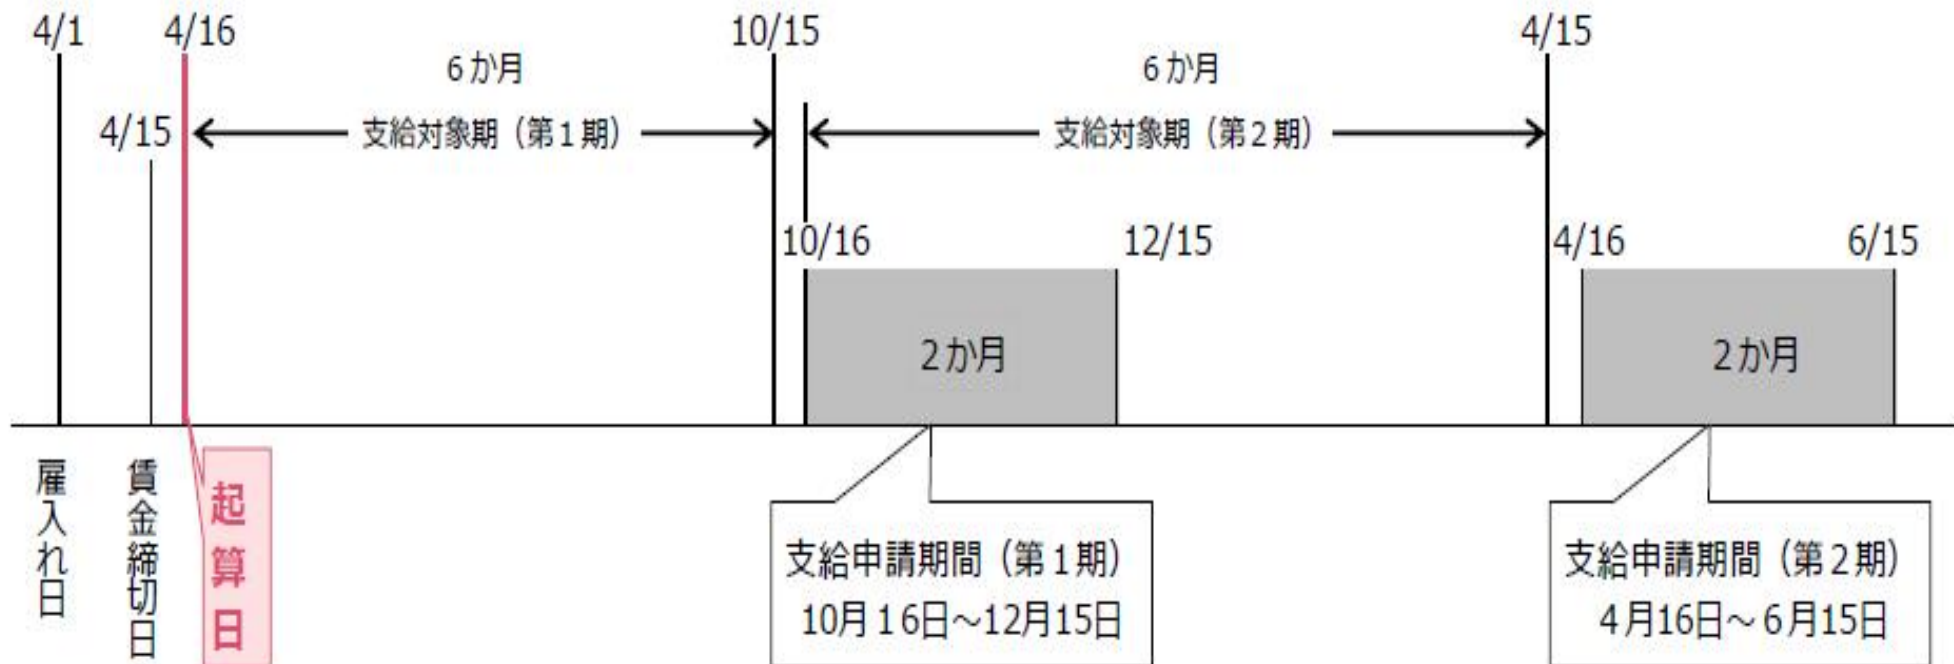 4/1
4/16
10/15
4/15
6か月
6か月
4/15
支給対象期（第１期）
支給対象期（第２期）
10/16
12/15
4/16
6/15
2か月
2か月
雇入れ日
賃金締切日
起算日
支給申請期間（第１期）
10月１6日～12月15日
支給申請期間（第２期）
４月16日～６月15日